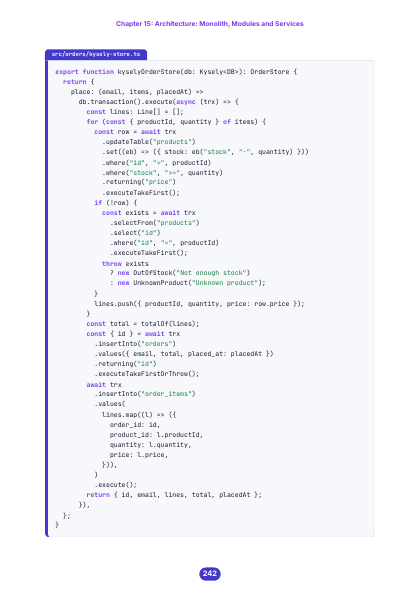 Chapter 15: Architecture: Monolith, Modules and Services
src/orders/kysely-store.ts
export function kyselyOrderStore(db: Kysely<DB>): OrderStore {
  return {
    place: (email, items, placedAt) =>
      db.transaction().execute(async (trx) => {
        const lines: Line[] = [];
        for (const { productId, quantity } of items) {
          const row = await trx
            .updateTable("products")
            .set((eb) => ({ stock: eb("stock", "-", quantity) }))
            .where("id", "=", productId)
            .where("stock", ">=", quantity)
            .returning("price")
            .executeTakeFirst();
          if (!row) {
            const exists = await trx
              .selectFrom("products")
              .select("id")
              .where("id", "=", productId)
              .executeTakeFirst();
            throw exists
              ? new OutOfStock("Not enough stock")
              : new UnknownProduct("Unknown product");
          }
          lines.push({ productId, quantity, price: row.price });
        }
        const total = totalOf(lines);
        const { id } = await trx
          .insertInto("orders")
          .values({ email, total, placed_at: placedAt })
          .returning("id")
          .executeTakeFirstOrThrow();
        await trx
          .insertInto("order_items")
          .values(
            lines.map((l) => ({
              order_id: id,
              product_id: l.productId,
              quantity: l.quantity,
              price: l.price,
            })),
          )
          .execute();
        return { id, email, lines, total, placedAt };
      }),
  };
}
242